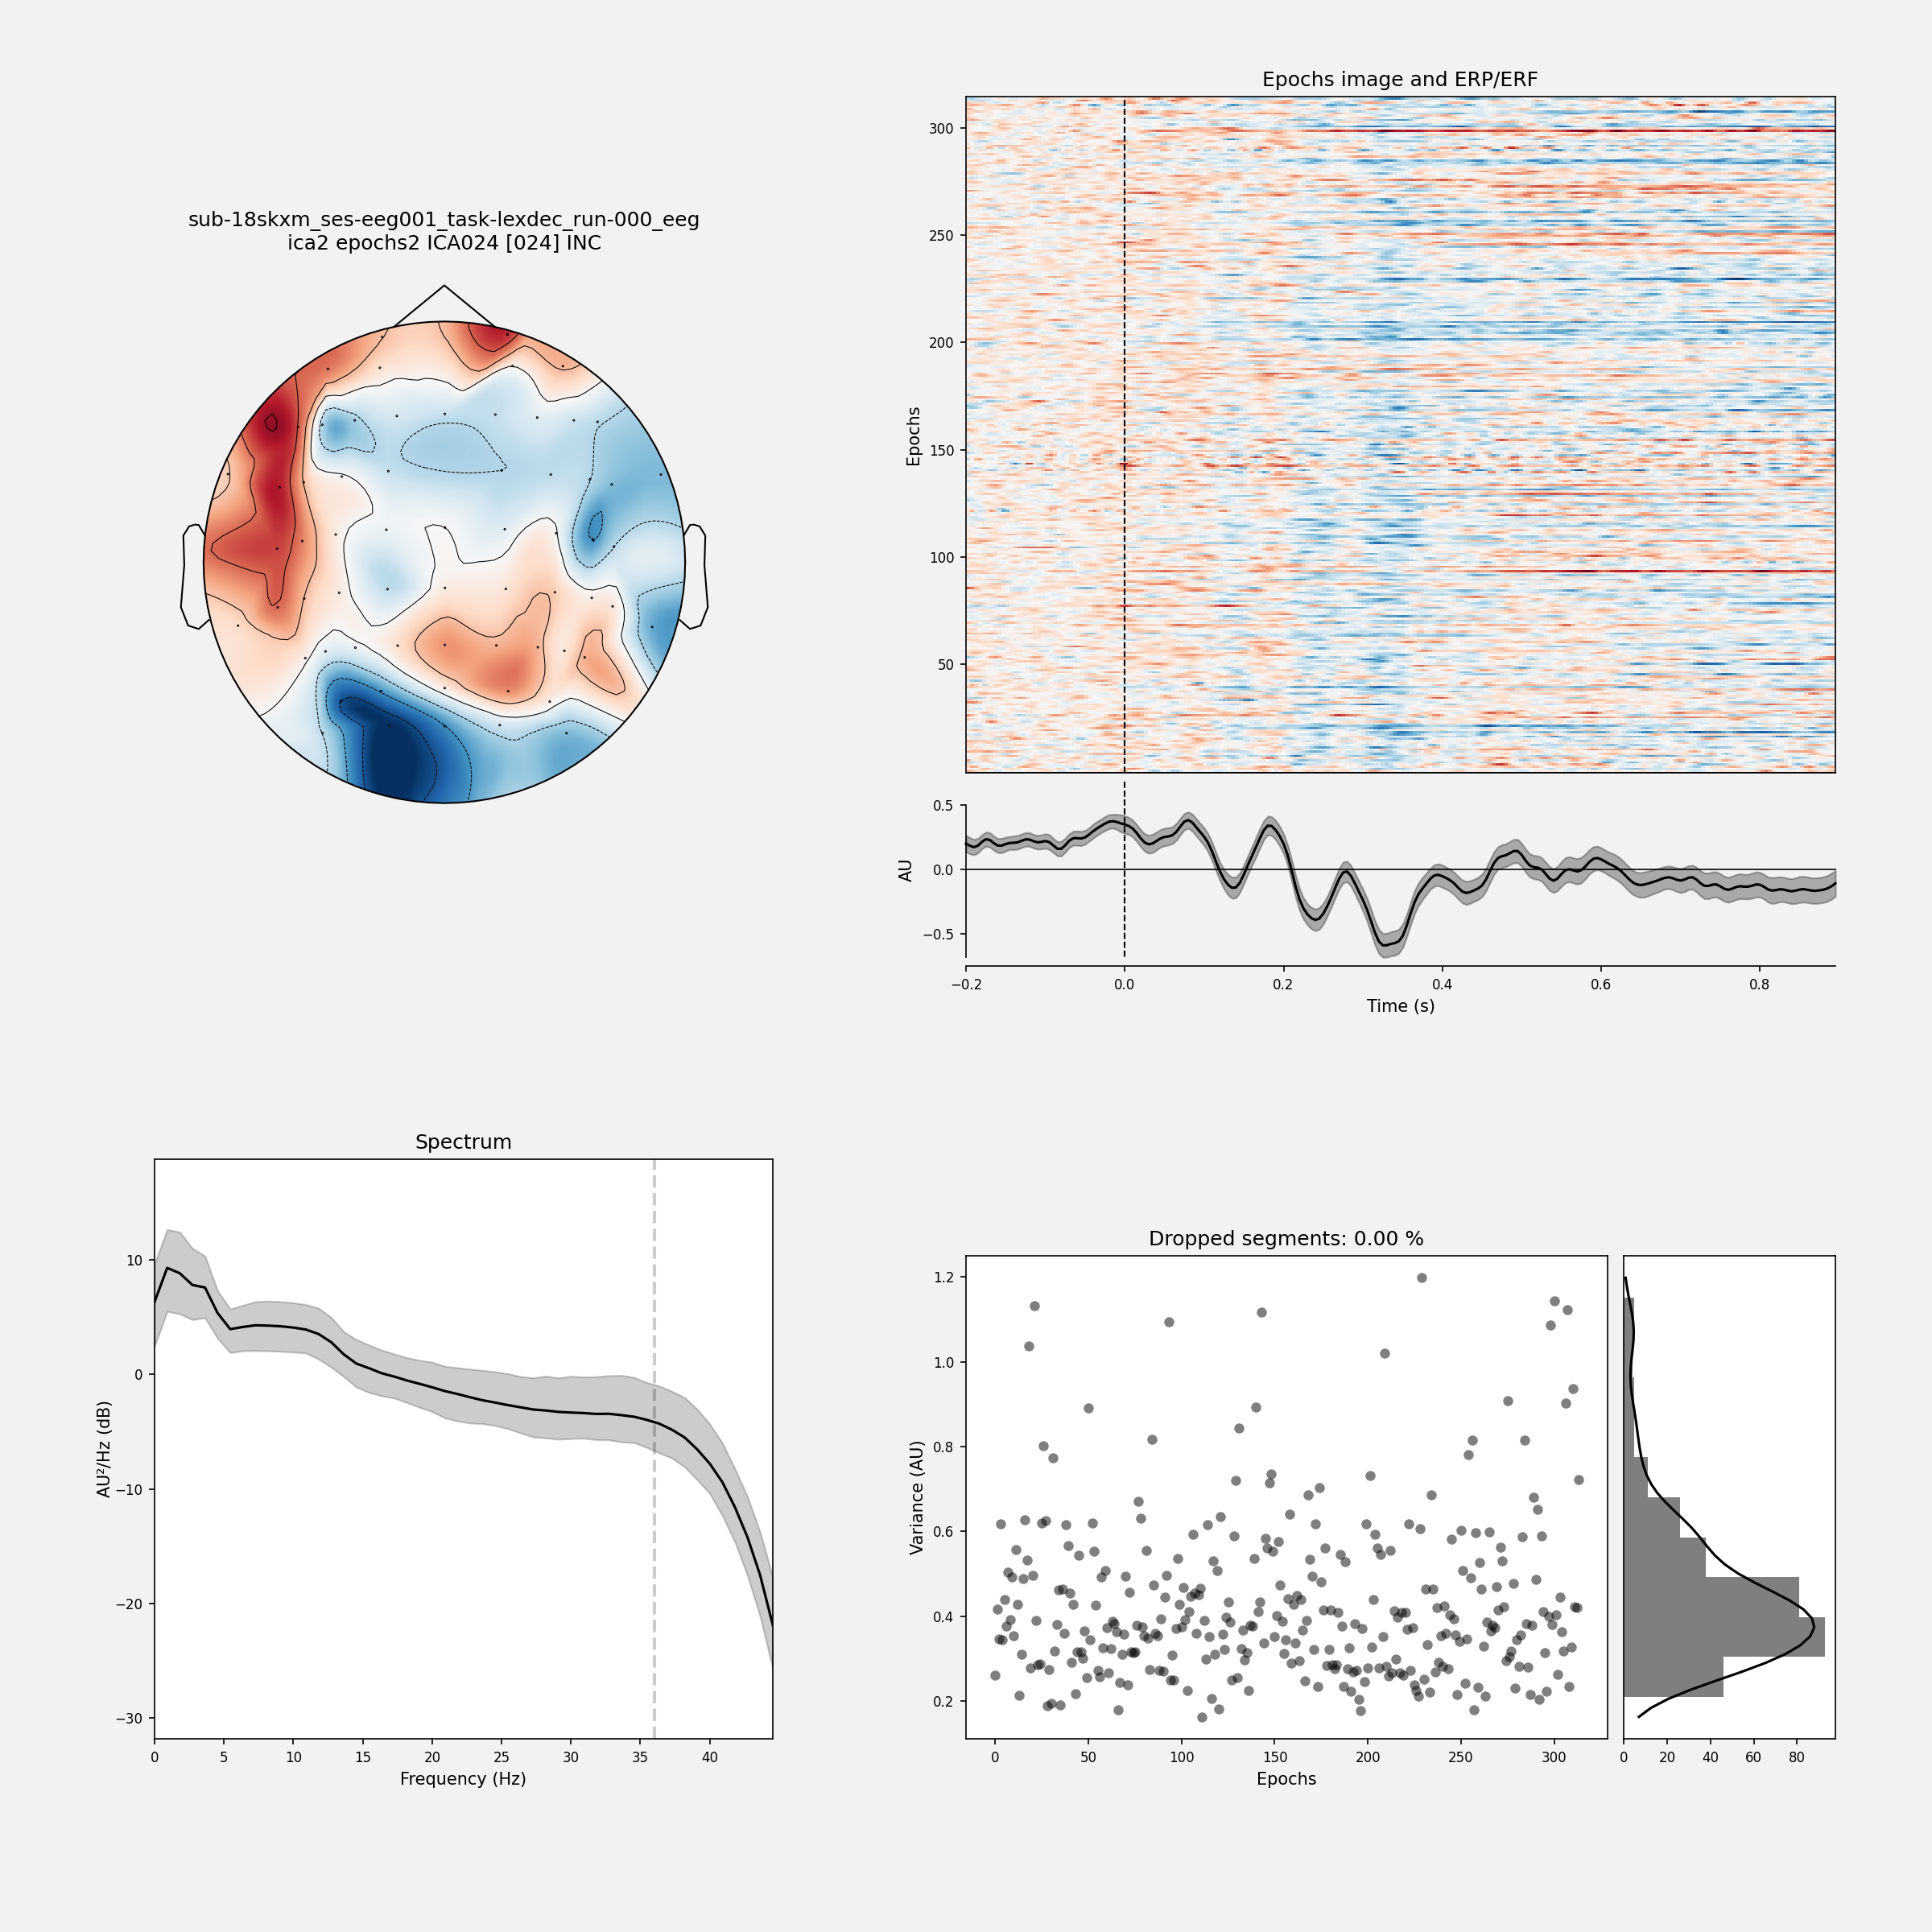 sub-18skxm_ses-eeg001_task-lexdec_run-000_eeg
ica2 epochs2 ICA024 [024] INC
Epochs image and ERP/ERF
Epochs
300
250
200
150
100
50
AU
0.5
0.0
−0.5
−0.2 0.0 0.2 0.4 0.6 0.8
Time (s)
Spectrum
AU²/Hz (dB)
10
0
−10
−20
−30
0 5 10 15 20 25 30 35 40
Frequency (Hz)
Dropped segments: 0.00 %
Variance (AU)
1.2
1.0
0.8
0.6
0.4
0.2
0 50 100 150 200 250 300
Epochs
0 20 40 60 80